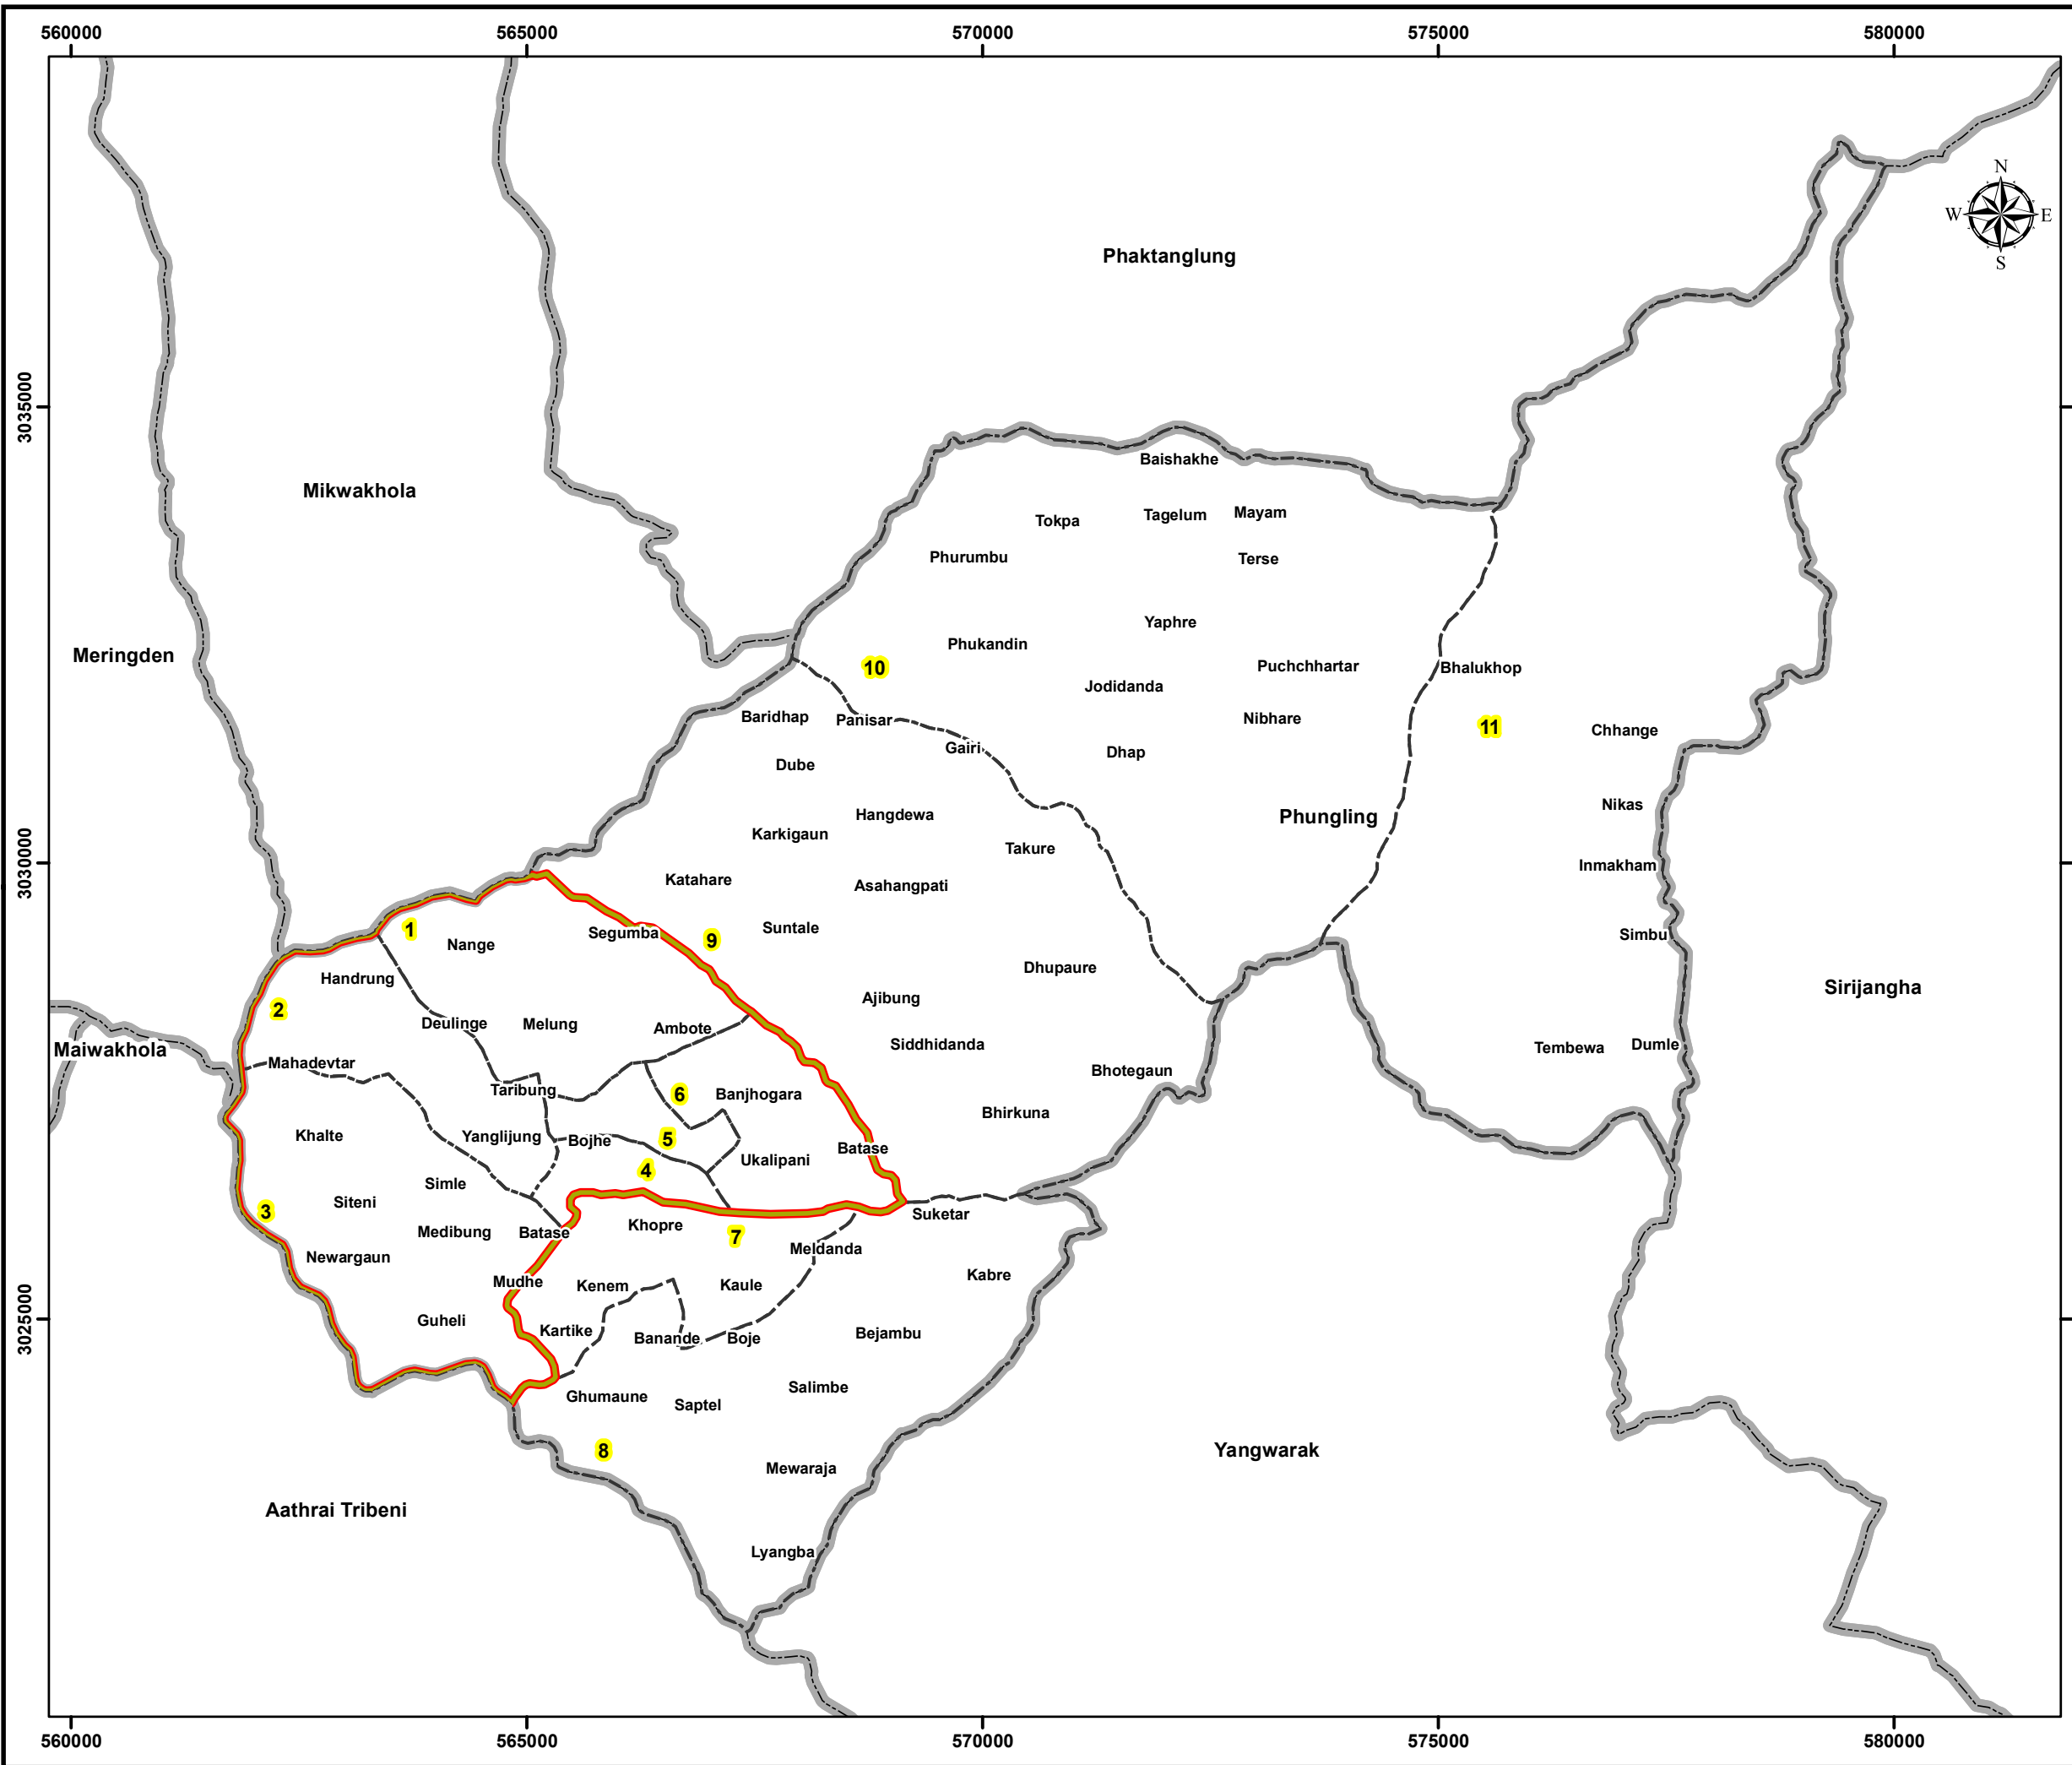 560000
565000
570000
575000
580000
N
W
E
S
Phaktanglung
3035000
Baishakhe
Mikwakhola
Tokpa
Tagelum
Mayam
Phurumbu
Terse
Yaphre
Meringden
Phukandin
10
Puchchhartar
Bhalukhop
Jodidanda
Baridhap
Panisar
Nibhare
11
Chhange
Gairi
Dhap
Dube
Nikas
Hangdewa
Phungling
Karkigaun
3030000
Takure
Inmakham
Katahare
Asahangpati
1
Segumba
9
Suntale
Simbu
Nange
Handrung
Dhupaure
Sirijangha
2
Ajibung
Deulinge
Melung
Ambote
Maiwakhola
Siddhidanda
Tembewa
Dumle
Mahadevtar
Bhotegaun
Taribung
6
Banjhogara
Bhirkuna
Khalte
Yanglijung
Bojhe
5
Batase
4
Ukalipani
Simle
3
Siteni
Suketar
Medibung
Batase
Khopre
7
Newargaun
Meldanda
Mudhe
Kenem
Kaule
Kabre
3025000
Guheli
Kartike
Banande
Boje
Bejambu
Ghumaune
Saptel
Salimbe
8
Yangwarak
Mewaraja
Aathrai Tribeni
Lyangba
560000
565000
570000
575000
580000